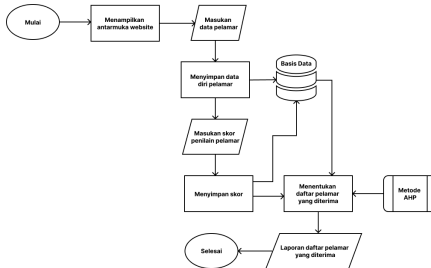 Mulai
Menampilkan
antarmuka website
Masukan
data pelamar
Menyimpan data
diri pelamar
Basis Data
Masukan skor
penilain pelamar
Menyimpan skor
Menentukan
daftar pelamar
yang diterima
Metode
AHP
Selesai
Laporan daftar pelamar
yang diterima